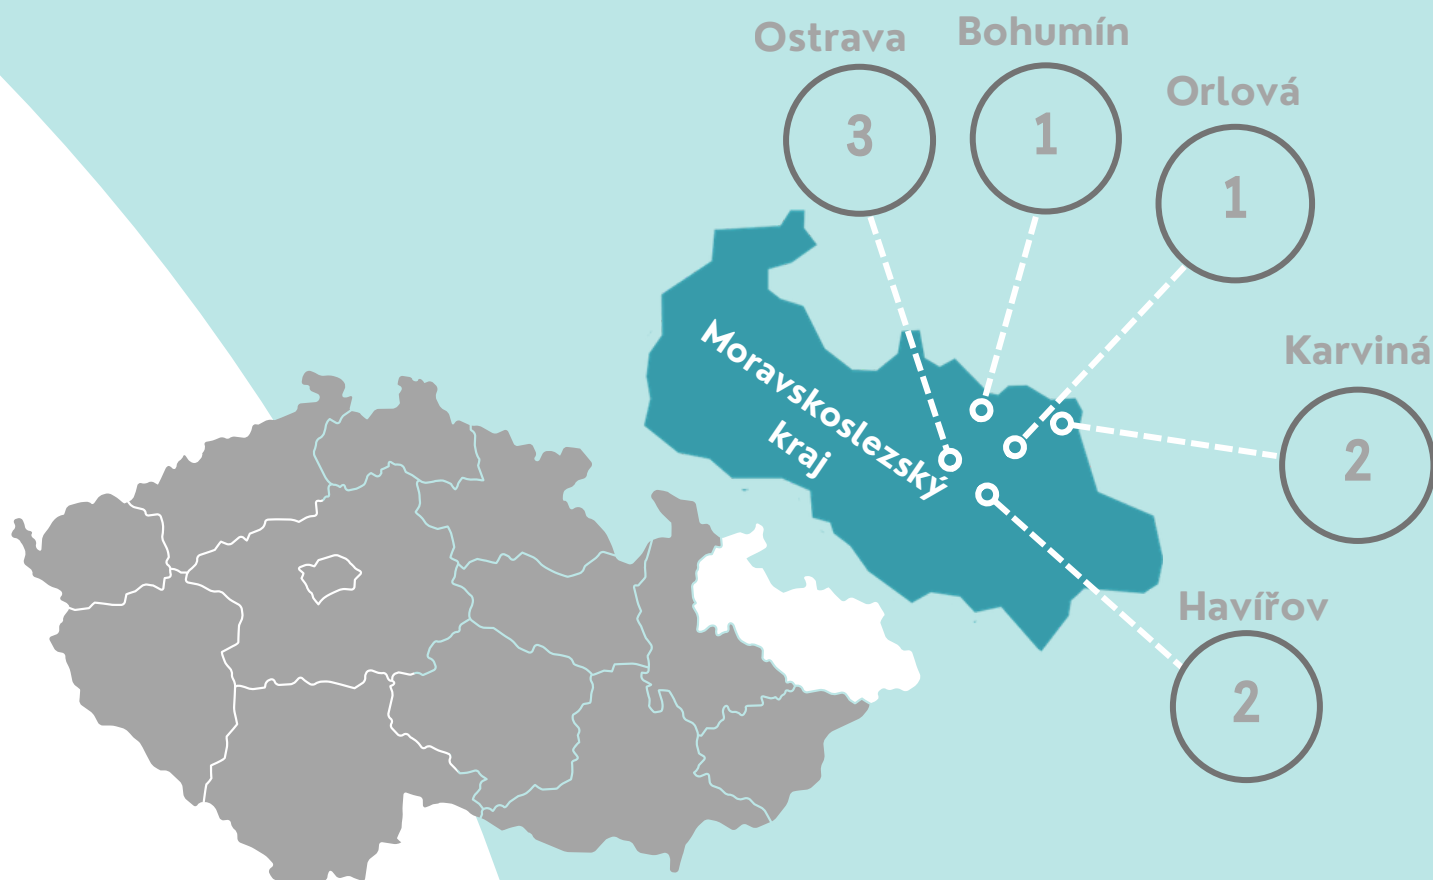 Ostrava
3
Bohumín
1
Orlová
1
Karviná
2
Havířov
2
Moravskoslezský
kraj